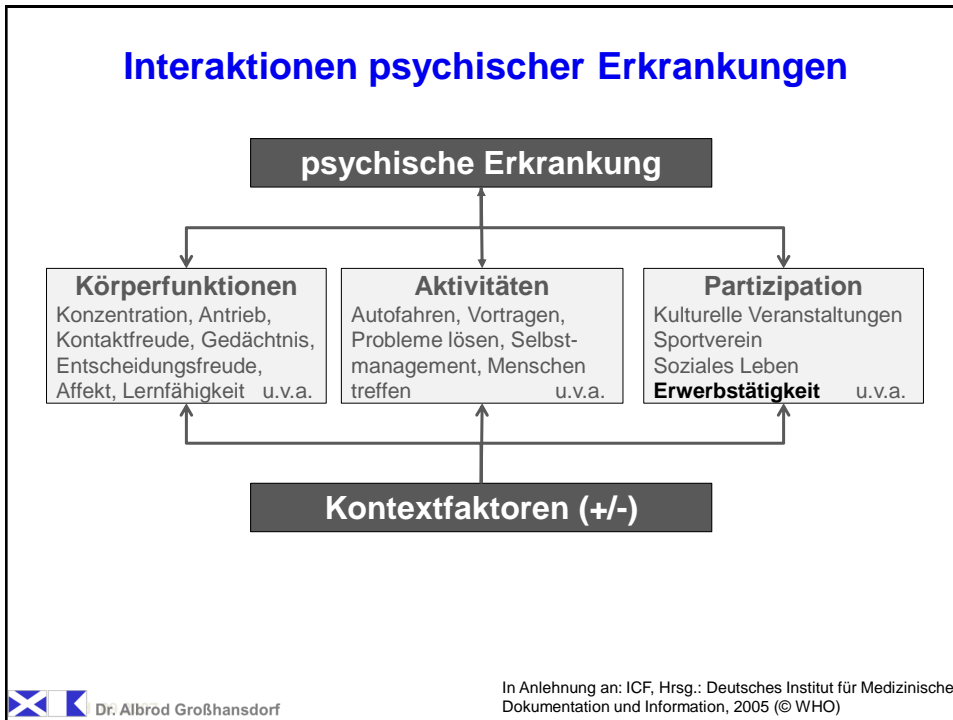 Interaktionen psychischer Erkrankungen
psychische Erkrankung
Körperfunktionen
Konzentration, Antrieb,
Kontaktfreude, Gedächtnis,
Entscheidungsfreude,
Affekt, Lernfähigkeit u.v.a.
Aktivitäten
Autofahren, Vortragen,
Probleme lösen, Selbst-
management, Menschen
treffen u.v.a.
Partizipation
Kulturelle Veranstaltungen
Sportverein
Soziales Leben
Erwerbstätigkeit u.v.a.
Kontextfaktoren (+/-)
Dr. Albrod Großhansdorf
In Anlehnung an: ICF, Hrsg.: Deutsches Institut für Medizinische
Dokumentation und Information, 2005 (© WHO)